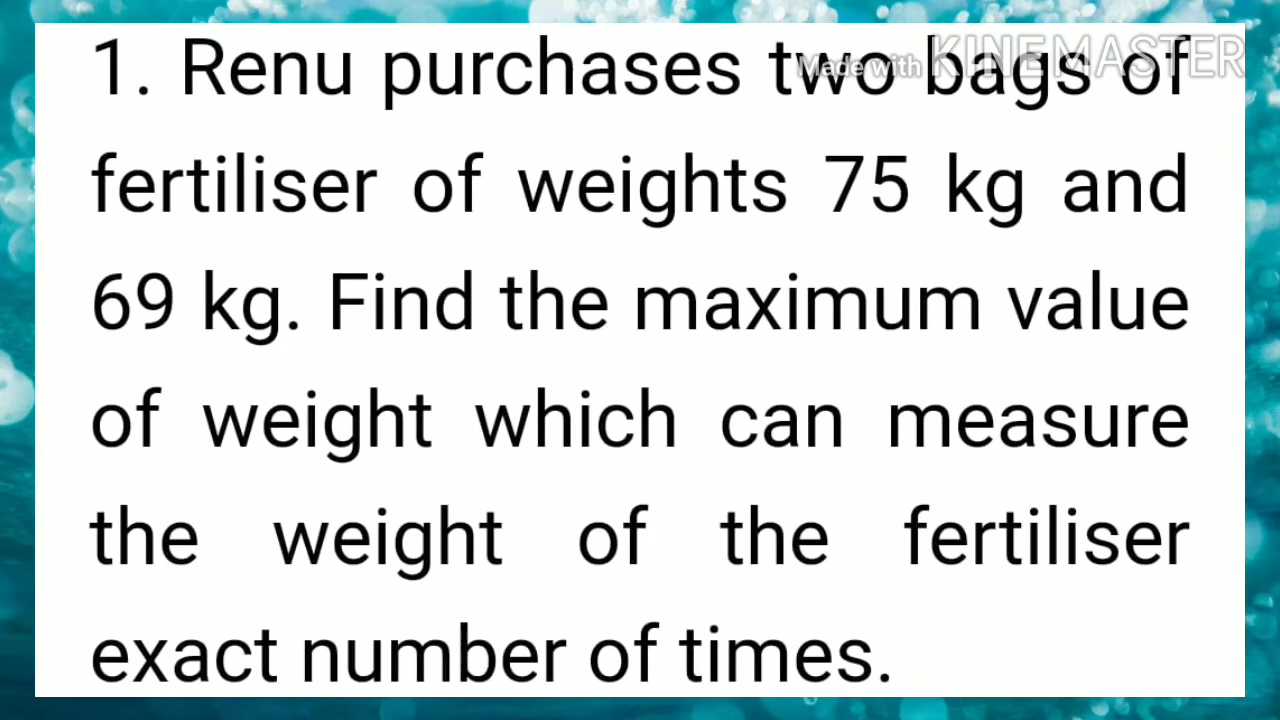 1. Renu purchases two bags of
Made with KINEMASTER
fertiliser of weights 75 kg and
69 kg. Find the maximum value
of weight which can measure
the weight of the fertiliser
exact number of times.